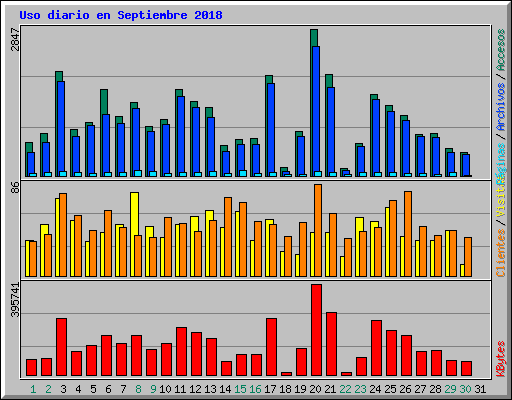 Uso diario en Septiembre 2018
2847
86
395741
Accesos
/
Archivos
/
Páginas
Visitas
/
Clientes
KBytes
1 2 3 4 5 6 7 8 9 10 11 12 13 14 15 16 17 18 19 20 21 22 23 24 25 26 27 28 29 30 31